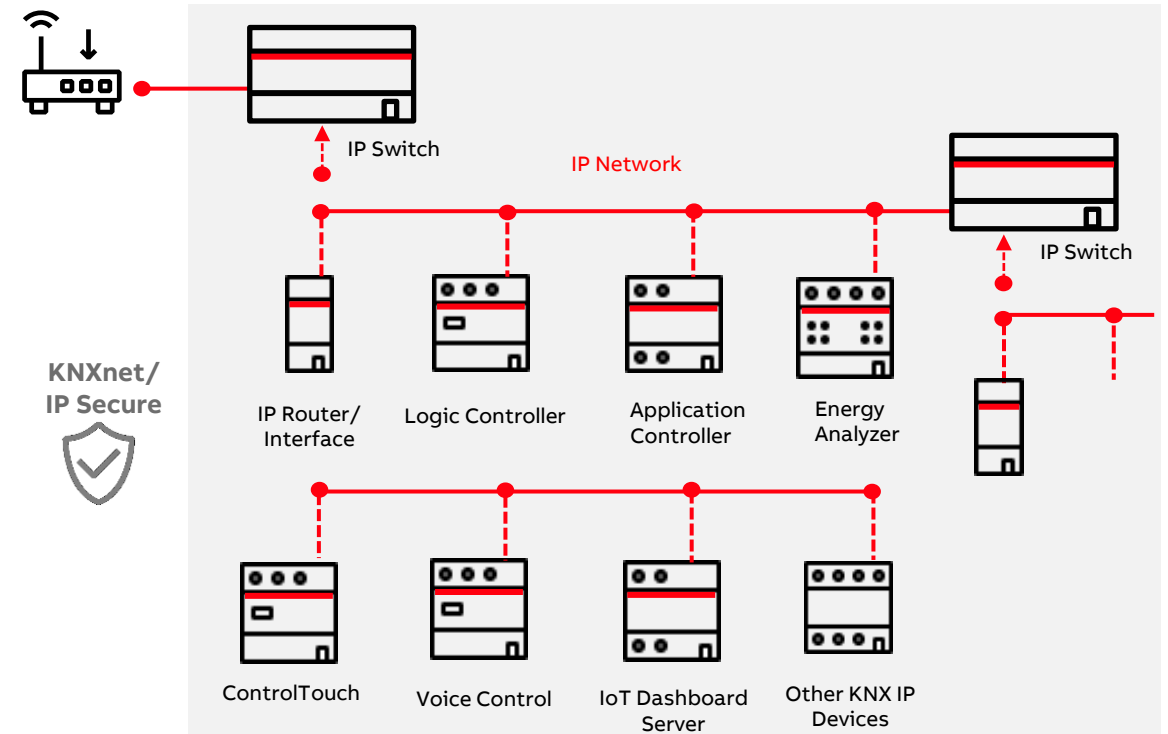 IP Switch
IP Network
IP Switch
KNXnet/
IP Secure
IP Router/
Interface
Logic Controller
Application
Controller
Energy
Analyzer
ControlTouch
Voice Control
IoT Dashboard
Server
Other KNX IP
Devices